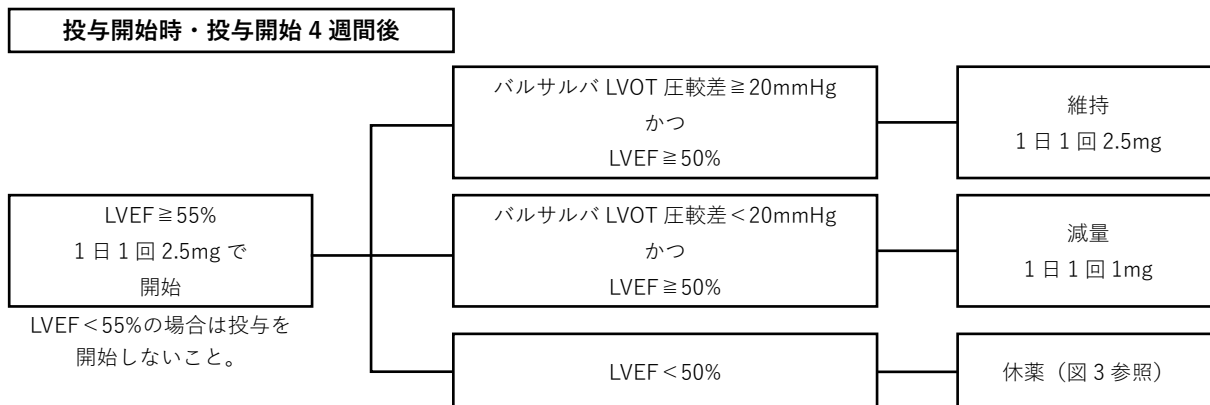 投与開始時・投与開始 4 週間後
LVEF≧55%
1 日 1 回 2.5mg で
開始
LVEF<55%の場合は投与を
開始しないこと。
バルサルバ LVOT 圧較差≧20mmHg
かつ
LVEF≧50%
維持
1 日 1 回 2.5mg
バルサルバ LVOT 圧較差<20mmHg
かつ
LVEF≧50%
減量
1 日 1 回 1mg
LVEF<50%
休薬（図 3 参照）